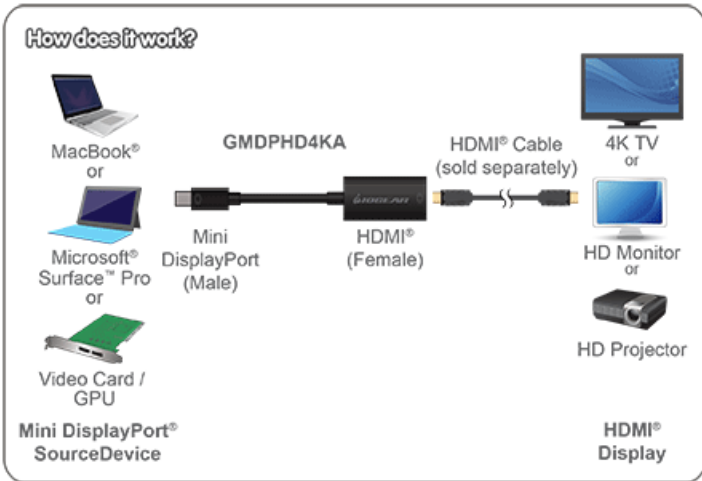 How does it work?
MacBook®
or
Microsoft®
Surface™ Pro
or
Video Card /
GPU
Mini DisplayPort®
SourceDevice
GMDPHD4KA
IOGEAR
Mini
DisplayPort
(Male)
HDMI®
(Female)
HDMI® Cable
(sold separately)
4K TV
or
HD Monitor
or
HD Projector
HDMI®
Display